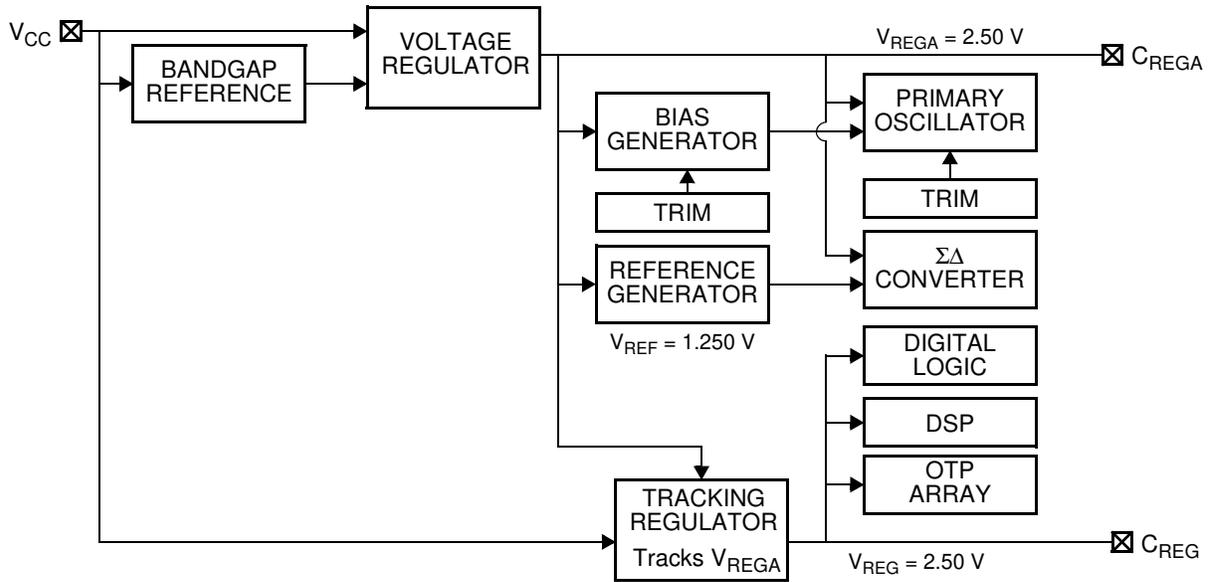 VCC
VOLTAGE
REGULATOR
VREGA = 2.50 V
CREGA
BANDGAP
REFERENCE
BIAS
GENERATOR
PRIMARY
OSCILLATOR
TRIM
TRIM
REFERENCE
GENERATOR
ΣΔ
CONVERTER
VREF = 1.250 V
DIGITAL
LOGIC
DSP
OTP
ARRAY
TRACKING
REGULATOR
Tracks VREGA
VREG = 2.50 V
CREG